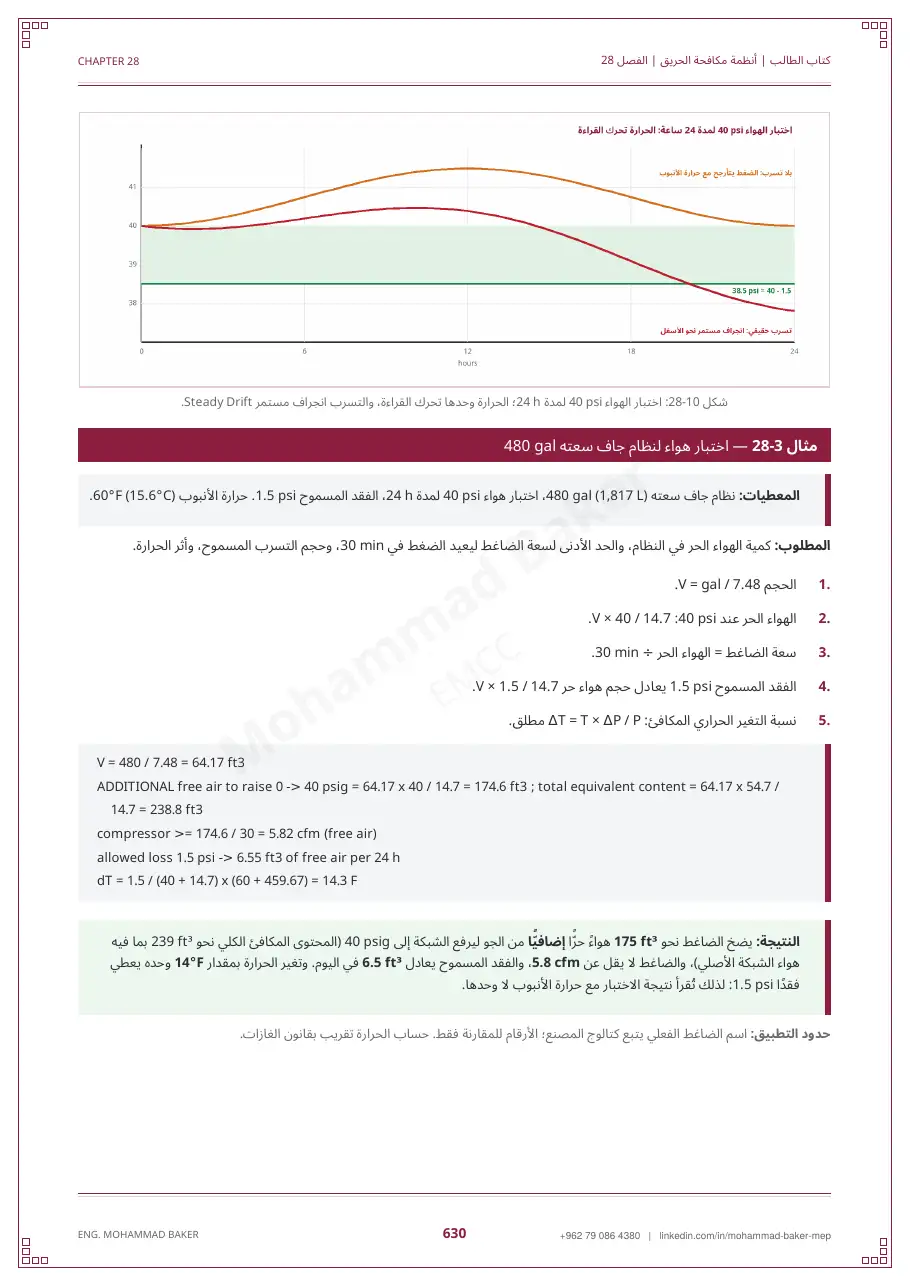 CHAPTER 28
كتاب الطالب | أنظمة مكافحة الحريق | الفصل 28
اختبار الهواء 40 psi لمدة 24 ساعة: الحرارة تحرك القراءة
بلا تسرب: الضغط يتأرجح مع حرارة الأنبوب
41
40
39
38
38.5 psi = 40 - 1.5
تسرب حقيقي: انجراف مستمر نحو الأسفل
0
6
12
18
24
hours
شكل 10-28: اختبار الهواء 40 psi لمدة 24 h؛ الحرارة وحدها تحرك القراءة، والتسرب انجراف مستمر Steady Drift.
مثال 3-28 — اختبار هواء لنظام جاف سعته 480 gal
المعطيات: نظام جاف سعته 480 gal (1,817 L)، اختبار هواء 40 psi لمدة 24 h، الفقد المسموح 1.5 psi. حرارة الأنبوب 60°F (15.6°C).
المطلوب: كمية الهواء الحر في النظام، والحد الأدنى لسعة الضاغط ليعيد الضغط في 30 min، وحجم التسرب المسموح، وأثر الحرارة.
1. الحجم V = gal / 7.48.
2. الهواء الحر عند 40 psi: V × 40 / 14.7.
3. سعة الضاغط = الهواء الحر ÷ 30 min.
4. الفقد المسموح 1.5 psi يعادل حجم هواء حر V × 1.5 / 14.7.
5. نسبة التغير الحراري المكافئ: ΔT = T × ΔP / P مطلق.
V = 480 / 7.48 = 64.17 ft3
ADDITIONAL free air to raise 0 -> 40 psig = 64.17 x 40 / 14.7 = 174.6 ft3 ; total equivalent content = 64.17 x 54.7 /
14.7 = 238.8 ft3
compressor >= 174.6 / 30 = 5.82 cfm (free air)
allowed loss 1.5 psi -> 6.55 ft3 of free air per 24 h
dT = 1.5 / (40 + 14.7) x (60 + 459.67) = 14.3 F
النتيجة: يضخ الضاغط نحو 175 ft³ هواءً حرًّا إضافيًّا من الجو ليرفع الشبكة إلى 40 psig (المحتوى المكافئ الكلي نحو 239 ft³ بما فيه
هواء الشبكة الأصلي)، والضاغط لا يقل عن 5.8 cfm، والفقد المسموح يعادل 6.5 ft³ في اليوم. وتغير الحرارة بمقدار 14°F وحده يعطي
فقدًا 1.5 psi: لذلك تُقرأ نتيجة الاختبار مع حرارة الأنبوب لا وحدها.
حدود التطبيق: اسم الضاغط الفعلي يتبع كتالوج المصنع؛ الأرقام للمقارنة فقط. حساب الحرارة تقريب بقانون الغازات.
Mohammad Baker
EMCC
ENG. MOHAMMAD BAKER
630
+962 79 086 4380 | linkedin.com/in/mohammad-baker-mep